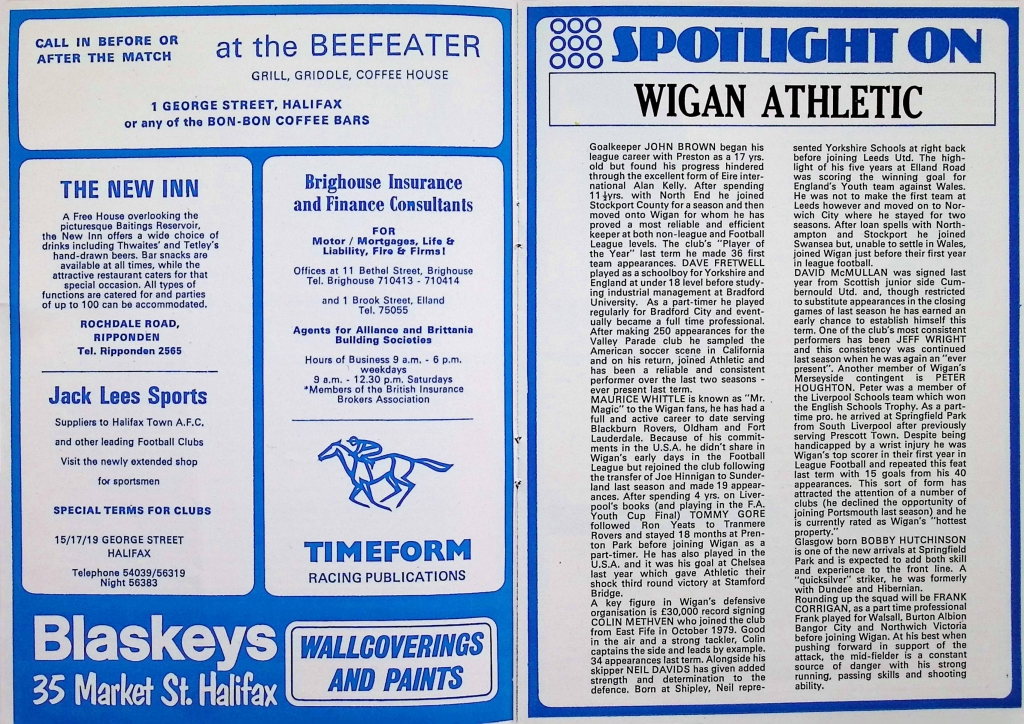 CALL IN BEFORE OR
AFTER THE MATCH
at the BEEFEATER
GRILL, GRIDDLE, COFFEE HOUSE
1 GEORGE STREET, HALIFAX
or any of the BON-BON COFFEE BARS
THE NEW INN
A Free House overlooking the
picturesque Baitings Reservoir,
the New Inn offers a wide choice of
drinks including Thwaites' and Tetley's
hand-drawn beers. Bar snacks are
available at all times, while the
attractive restaurant caters for that
special occasion. All types of
functions are catered for and parties
of up to 100 can be accommodated.
ROCHDALE ROAD,
RIPPONDEN
Tel. Ripponden 2565
Jack Lees Sports
Suppliers to Halifax Town A.F.C.
and other leading Football Clubs
Visit the newly extended shop
for sportsmen
SPECIAL TERMS FOR CLUBS
15/17/19 GEORGE STREET
HALIFAX
Telephone 54039/56319
Night 56383
Brighouse Insurance
and Finance Consultants
FOR
Motor / Mortgages, Life &
Liability, Fire & Firms!
Offices at 11 Bethel Street, Brighouse
Tel. Brighouse 710413 - 710414
and 1 Brook Street, Elland
Tel. 75055
Agents for Alliance and Brittania
Building Societies
Hours of Business 9 a.m. - 6 p.m.
weekdays
9 a.m. - 12.30 p.m. Saturdays
*Members of the British Insurance
Brokers Association
TIMEFORM
RACING PUBLICATIONS
Blaskeys
35 Market St. Halifax
WALLCOVERINGS
AND PAINTS
SPOTLIGHT ON
WIGAN ATHLETIC
Goalkeeper JOHN BROWN began his
league career with Preston as a 17 yrs.
old but found his progress hindered
through the excellent form of Eire inter-
national Alan Kelly. After spending
11½yrs. with North End he joined
Stockport County for a season and then
moved onto Wigan for whom he has
proved a most reliable and efficient
keeper at both non-league and Football
League levels. The club's "Player of
the Year" last term he made 36 first
team appearances. DAVE FRETWELL
played as a schoolboy for Yorkshire and
England at under 18 level before study-
ing industrial management at Bradford
University. As a part-timer he played
regularly for Bradford City and event-
ually became a full time professional.
After making 250 appearances for the
Valley Parade club he sampled the
American soccer scene in California
and on his return, joined Athletic and
has been a reliable and consistent
performer over the last two seasons -
ever present last term.
MAURICE WHITTLE is known as "Mr.
Magic" to the Wigan fans, he has had a
full and active career to date serving
Blackburn Rovers, Oldham and Fort
Lauderdale. Because of his commit-
ments in the U.S.A. he didn't share in
Wigan's early days in the Football
League but rejoined the club following
the transfer of Joe Hinnigan to Sunder-
land last season and made 19 appear-
ances. After spending 4 yrs. on Liver-
pool's books (and playing in the F.A.
Youth Cup Final) TOMMY GORE
followed Ron Yeats to Tranmere
Rovers and stayed 18 months at Pren-
ton Park before joining Wigan as a
part-timer. He has also played in the
U.S.A. and it was his goal at Chelsea
last year which gave Athletic their
shock third round victory at Stamford
Bridge.
A key figure in Wigan's defensive
organisation is £30,000 record signing
COLIN METHVEN who joined the club
from East Fife in October 1979. Good
in the air and a strong tackler, Colin
captains the side and leads by example.
34 appearances last term. Alongside his
skipper NEIL DAVIDS has given added
strength and determination to the
defence. Born at Shipley, Neil repre-
sented Yorkshire Schools at right back
before joining Leeds Utd. The high-
light of his five years at Elland Road
was scoring the winning goal for
England's Youth team against Wales.
He was not to make the first team at
Leeds however and moved on to Nor-
wich City where he stayed for two
seasons. After loan spells with North-
ampton and Stockport he joined
Swansea but, unable to settle in Wales,
joined Wigan just before their first year
in league football.
DAVID McMULLAN was signed last
year from Scottish junior side Cum-
bernould Utd. and, though restricted
to substitute appearances in the closing
games of last season he has earned an
early chance to establish himself this
term. One of the club's most consistent
performers has been JEFF WRIGHT
and this consistency was continued
last season when he was again an "ever
present". Another member of Wigan's
Merseyside contingent is PETER
HOUGHTON. Peter was a member of
the Liverpool Schools team which won
the English Schools Trophy. As a part-
time pro. he arrived at Springfield Park
from South Liverpool after previously
serving Prescott Town. Despite being
handicapped by a wrist injury he was
Wigan's top scorer in their first year in
League Football and repeated this feat
last term with 15 goals from his 40
appearances. This sort of form has
attracted the attention of a number of
clubs (he declined the opportunity of
joining Portsmouth last season) and he
is currently rated as Wigan's "hottest
property."
Glasgow born BOBBY HUTCHINSON
is one of the new arrivals at Springfield
Park and is expected to add both skill
and experience to the front line. A
"quicksilver" striker, he was formerly
with Dundee and Hibernian.
Rounding up the squad will be FRANK
CORRIGAN, as a part time professional
Frank played for Walsall, Burton Albion
Bangor City and Northwich Victoria
before joining Wigan. At his best when
pushing forward in support of the
attack, the mid-fielder is a constant
source of danger with his strong
running, passing skills and shooting
ability.